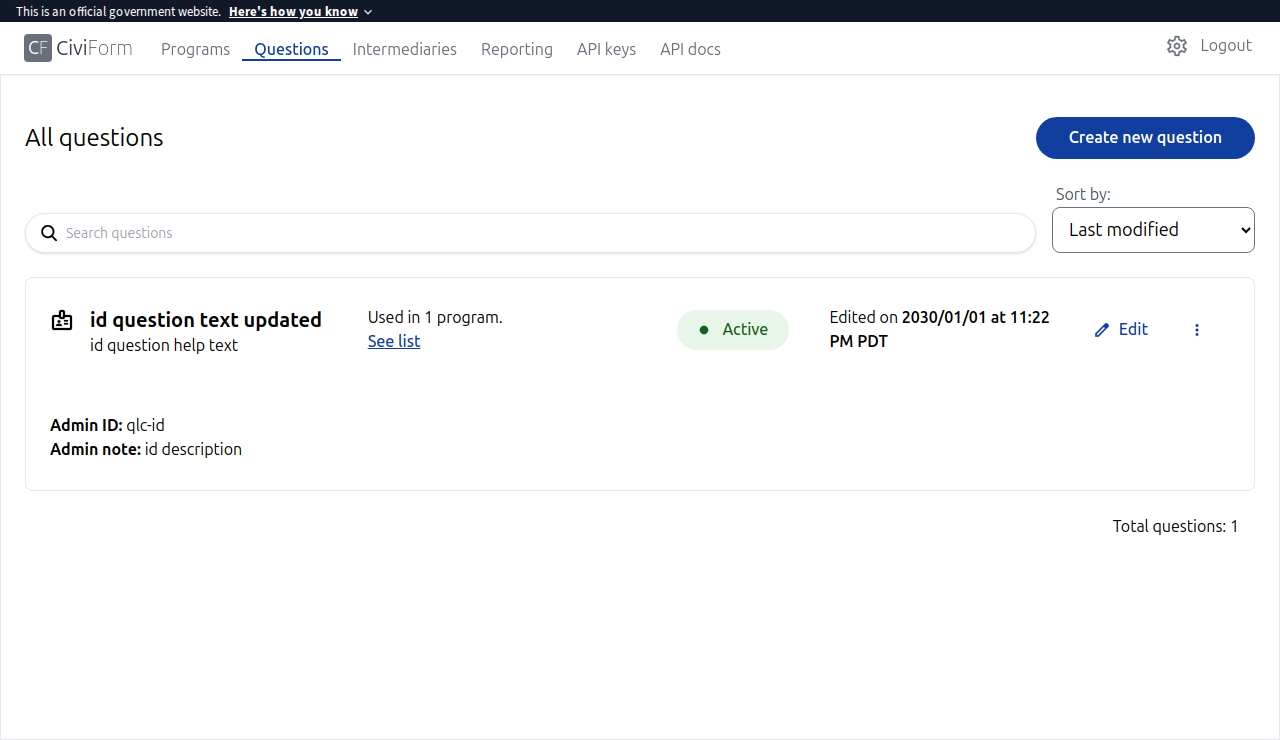 This is an official government website. Here's how you know
CF CiviForm Programs Questions Intermediaries Reporting API keys API docs Logout
All questions
Create new question
Sort by:
Search questions
Last modified
id question text updated
id question help text
Used in 1 program.
See list
Active
Edited on 2030/01/01 at 11:22
PM PDT
Edit
Admin ID: qlc-id
Admin note: id description
Total questions: 1